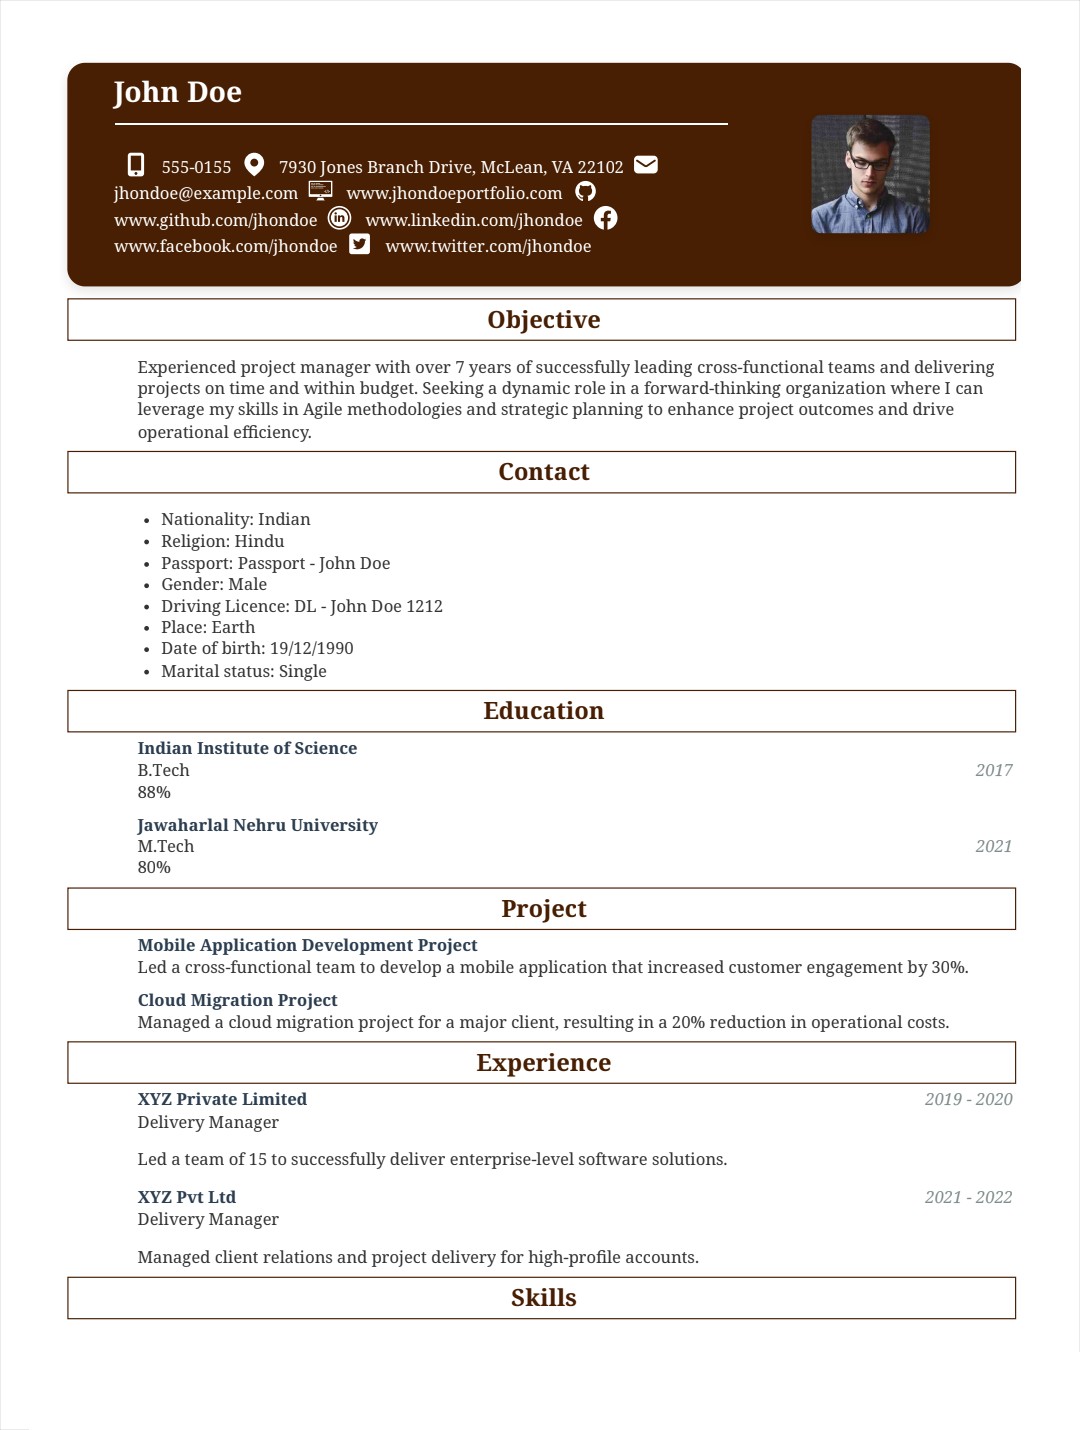 John Doe
555-0155 7930 Jones Branch Drive, McLean, VA 22102
jhondoe@example.com www.jhondoeportfolio.com
www.github.com/jhondoe www.linkedin.com/jhondoe
www.facebook.com/jhondoe www.twitter.com/jhondoe
Objective
Experienced project manager with over 7 years of successfully leading cross-functional teams and delivering
projects on time and within budget. Seeking a dynamic role in a forward-thinking organization where I can
leverage my skills in Agile methodologies and strategic planning to enhance project outcomes and drive
operational efficiency.
Contact
• Nationality: Indian
• Religion: Hindu
• Passport: Passport - John Doe
• Gender: Male
• Driving Licence: DL - John Doe 1212
• Place: Earth
• Date of birth: 19/12/1990
• Marital status: Single
Education
Indian Institute of Science
B.Tech 2017
88%
Jawaharlal Nehru University
M.Tech 2021
80%
Project
Mobile Application Development Project
Led a cross-functional team to develop a mobile application that increased customer engagement by 30%.
Cloud Migration Project
Managed a cloud migration project for a major client, resulting in a 20% reduction in operational costs.
Experience
XYZ Private Limited 2019 - 2020
Delivery Manager
Led a team of 15 to successfully deliver enterprise-level software solutions.
XYZ Pvt Ltd 2021 - 2022
Delivery Manager
Managed client relations and project delivery for high-profile accounts.
Skills